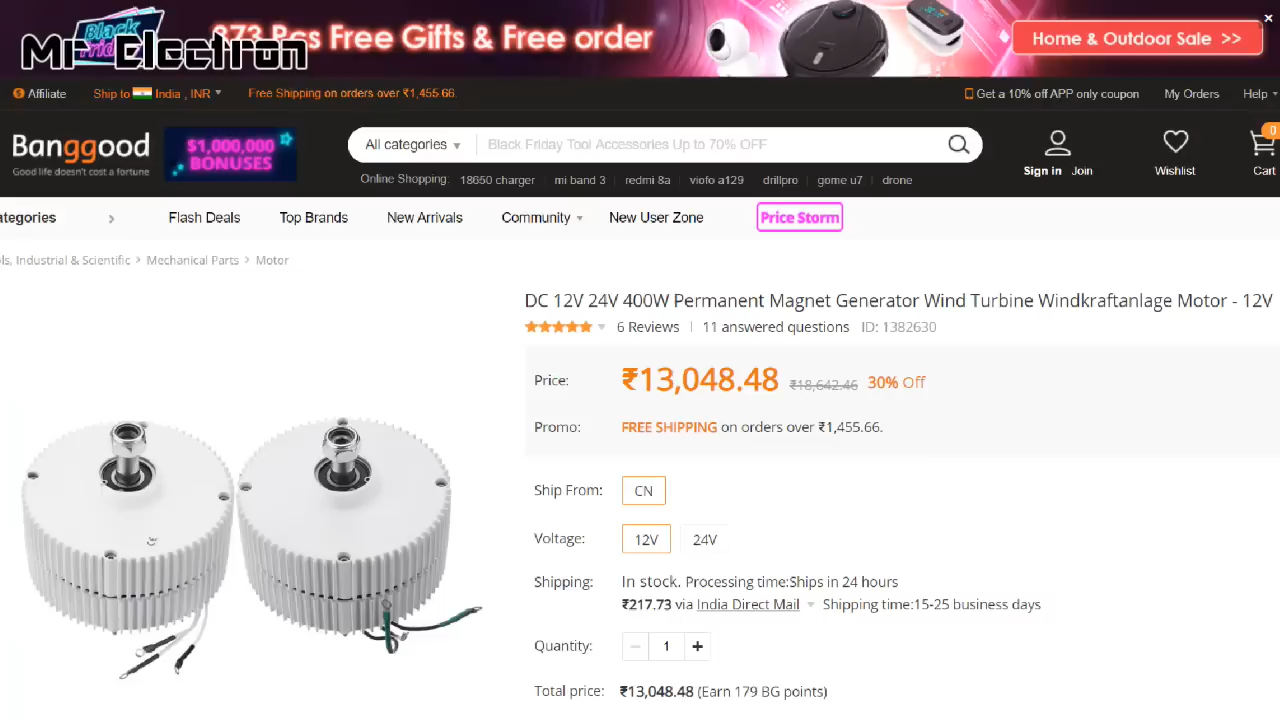 373 Pcs Free Gifts & Free order
Mr Electron
Home & Outdoor Sale >>
Affiliate
Ship to India , INR
Free Shipping on orders over ₹1,455.66.
Get a 10% off APP only coupon
My Orders
Help
Banggood
Good life doesn't cost a fortune
$1,000,000
BONUSES
All categories
Black Friday Tool Accessories Up to 70% OFF
Sign in Join
Wishlist
0
Cart
Online Shopping: 18650 charger mi band 3 redmi 8a viofo a129 drillpro gome u7 drone
ategories
Flash Deals
Top Brands
New Arrivals
Community
New User Zone
Price Storm
ls, Industrial & Scientific > Mechanical Parts > Motor
DC 12V 24V 400W Permanent Magnet Generator Wind Turbine Windkraftanlage Motor - 12V
6 Reviews | 11 answered questions ID: 1382630
Price: ₹13,048.48 ₹18,642.46 30% Off
Promo: FREE SHIPPING on orders over ₹1,455.66.
Ship From: CN
Voltage: 12V 24V
Shipping: In stock. Processing time:Ships in 24 hours
₹217.73 via India Direct Mail Shipping time:15-25 business days
Quantity: − 1 +
Total price: ₹13,048.48 (Earn 179 BG points)